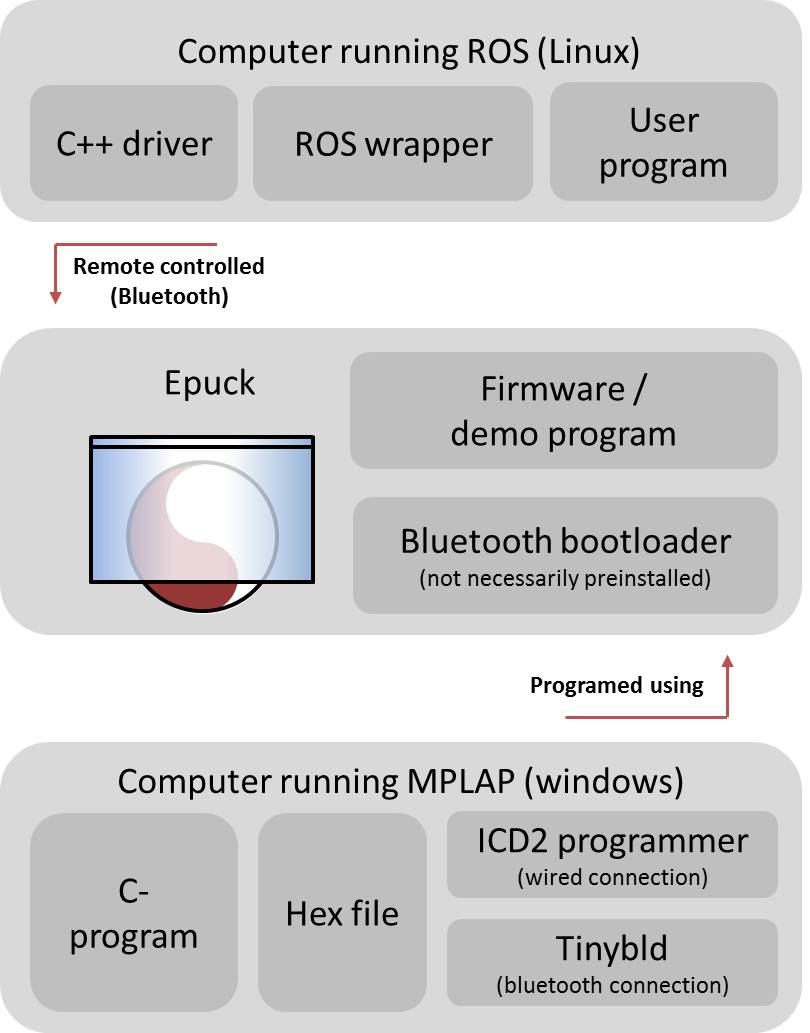 Computer running ROS (Linux)
C++ driver
ROS wrapper
User
program
Remote controlled
(Bluetooth)
Epuck
Firmware /
demo program
Bluetooth bootloader
(not necessarily preinstalled)
Programed using
Computer running MPLAP (windows)
C-
program
Hex file
ICD2 programmer
(wired connection)
Tinybld
(bluetooth connection)